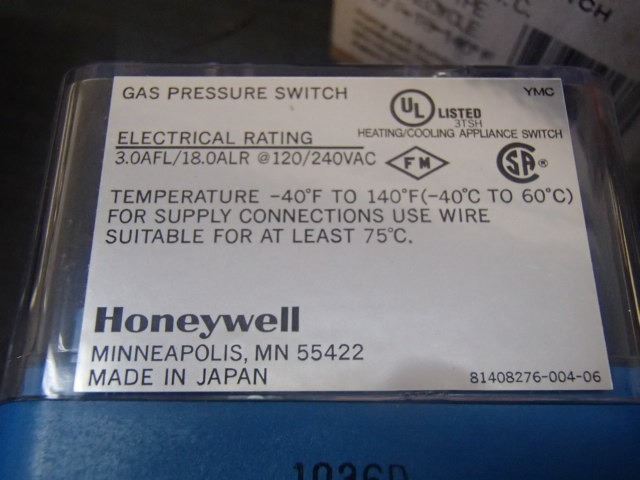 GAS PRESSURE SWITCH
YMC
UL LISTED
3TSH
HEATING/COOLING APPLIANCE SWITCH
ELECTRICAL RATING
3.0AFL/18.0ALR @120/240VAC
FM
SA®
TEMPERATURE -40°F TO 140°F(-40°C TO 60°C)
FOR SUPPLY CONNECTIONS USE WIRE
SUITABLE FOR AT LEAST 75°C.
Honeywell
MINNEAPOLIS, MN 55422
MADE IN JAPAN
81408276-004-06